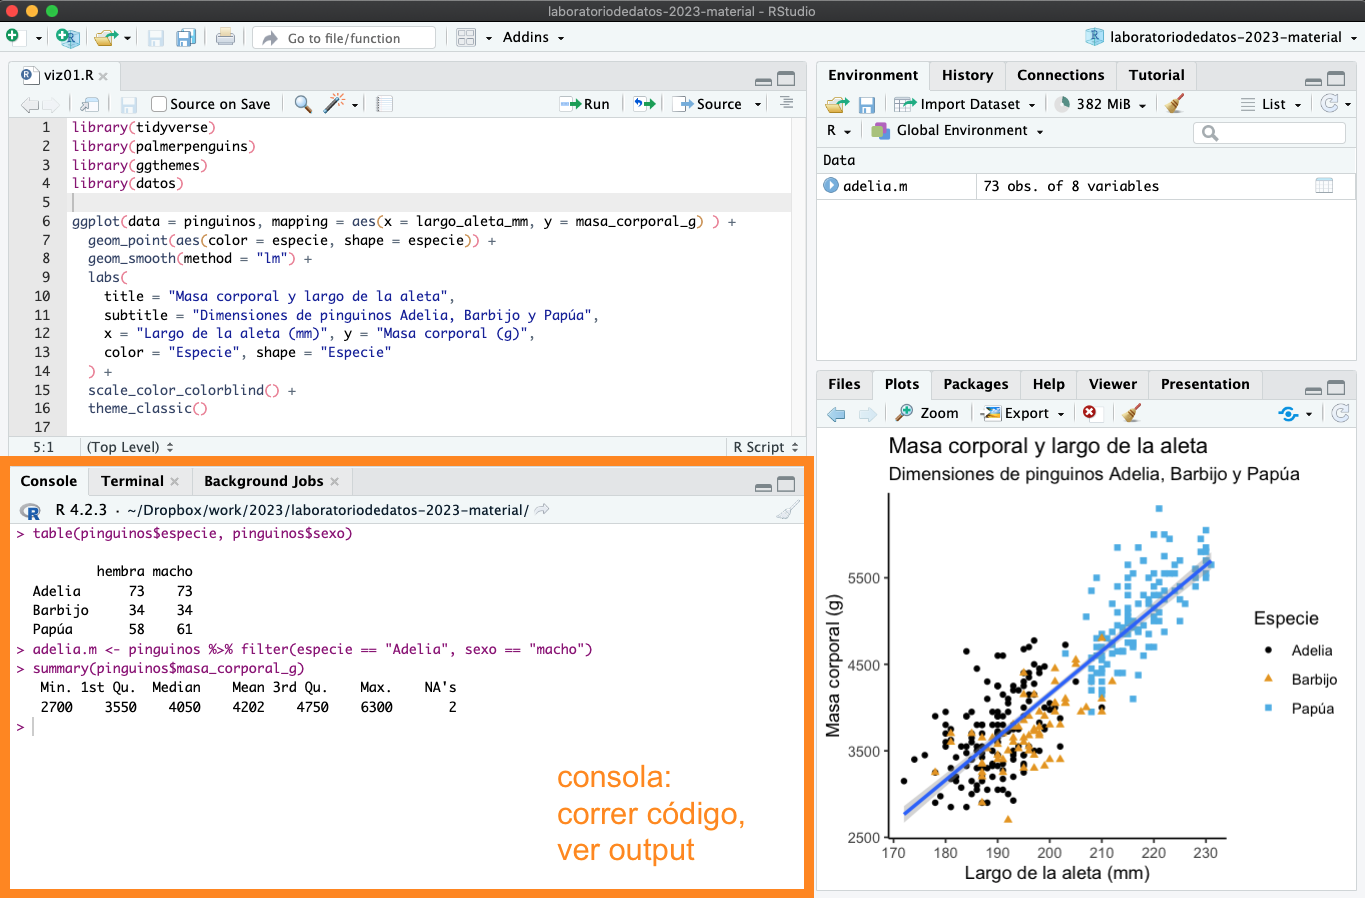 laboratoriodedatos-2023-material - RStudio
Go to file/function
Addins
laboratoriodedatos-2023-material
viz01.R
Source on Save
Run
Source
1 library(tidyverse)
2 library(palmerpenguins)
3 library(ggthemes)
4 library(datos)
5
6 ggplot(data = pinguinos, mapping = aes(x = largo_aleta_mm, y = masa_corporal_g) ) +
7 geom_point(aes(color = especie, shape = especie)) +
8 geom_smooth(method = "lm") +
9 labs(
10 title = "Masa corporal y largo de la aleta",
11 subtitle = "Dimensiones de pinguinos Adelia, Barbijo y Papúa",
12 x = "Largo de la aleta (mm)", y = "Masa corporal (g)",
13 color = "Especie", shape = "Especie"
14 ) +
15 scale_color_colorblind() +
16 theme_classic()
17
5:1 (Top Level) R Script
Console Terminal Background Jobs
R 4.2.3 · ~/Dropbox/work/2023/laboratoriodedatos-2023-material/
> table(pinguinos$especie, pinguinos$sexo)
hembra macho
Adelia 73 73
Barbijo 34 34
Papúa 58 61
> adelia.m <- pinguinos %>% filter(especie == "Adelia", sexo == "macho")
> summary(pinguinos$masa_corporal_g)
Min. 1st Qu. Median Mean 3rd Qu. Max. NA's
2700 3550 4050 4202 4750 6300 2
>
consola:
correr código,
ver output
Environment History Connections Tutorial
Import Dataset 382 MiB List
R Global Environment
Data
adelia.m 73 obs. of 8 variables
Files Plots Packages Help Viewer Presentation
Zoom Export
Masa corporal y largo de la aleta
Dimensiones de pinguinos Adelia, Barbijo y Papúa
Masa corporal (g)
5500
4500
3500
2500
170 180 190 200 210 220 230
Largo de la aleta (mm)
Especie
Adelia
Barbijo
Papúa